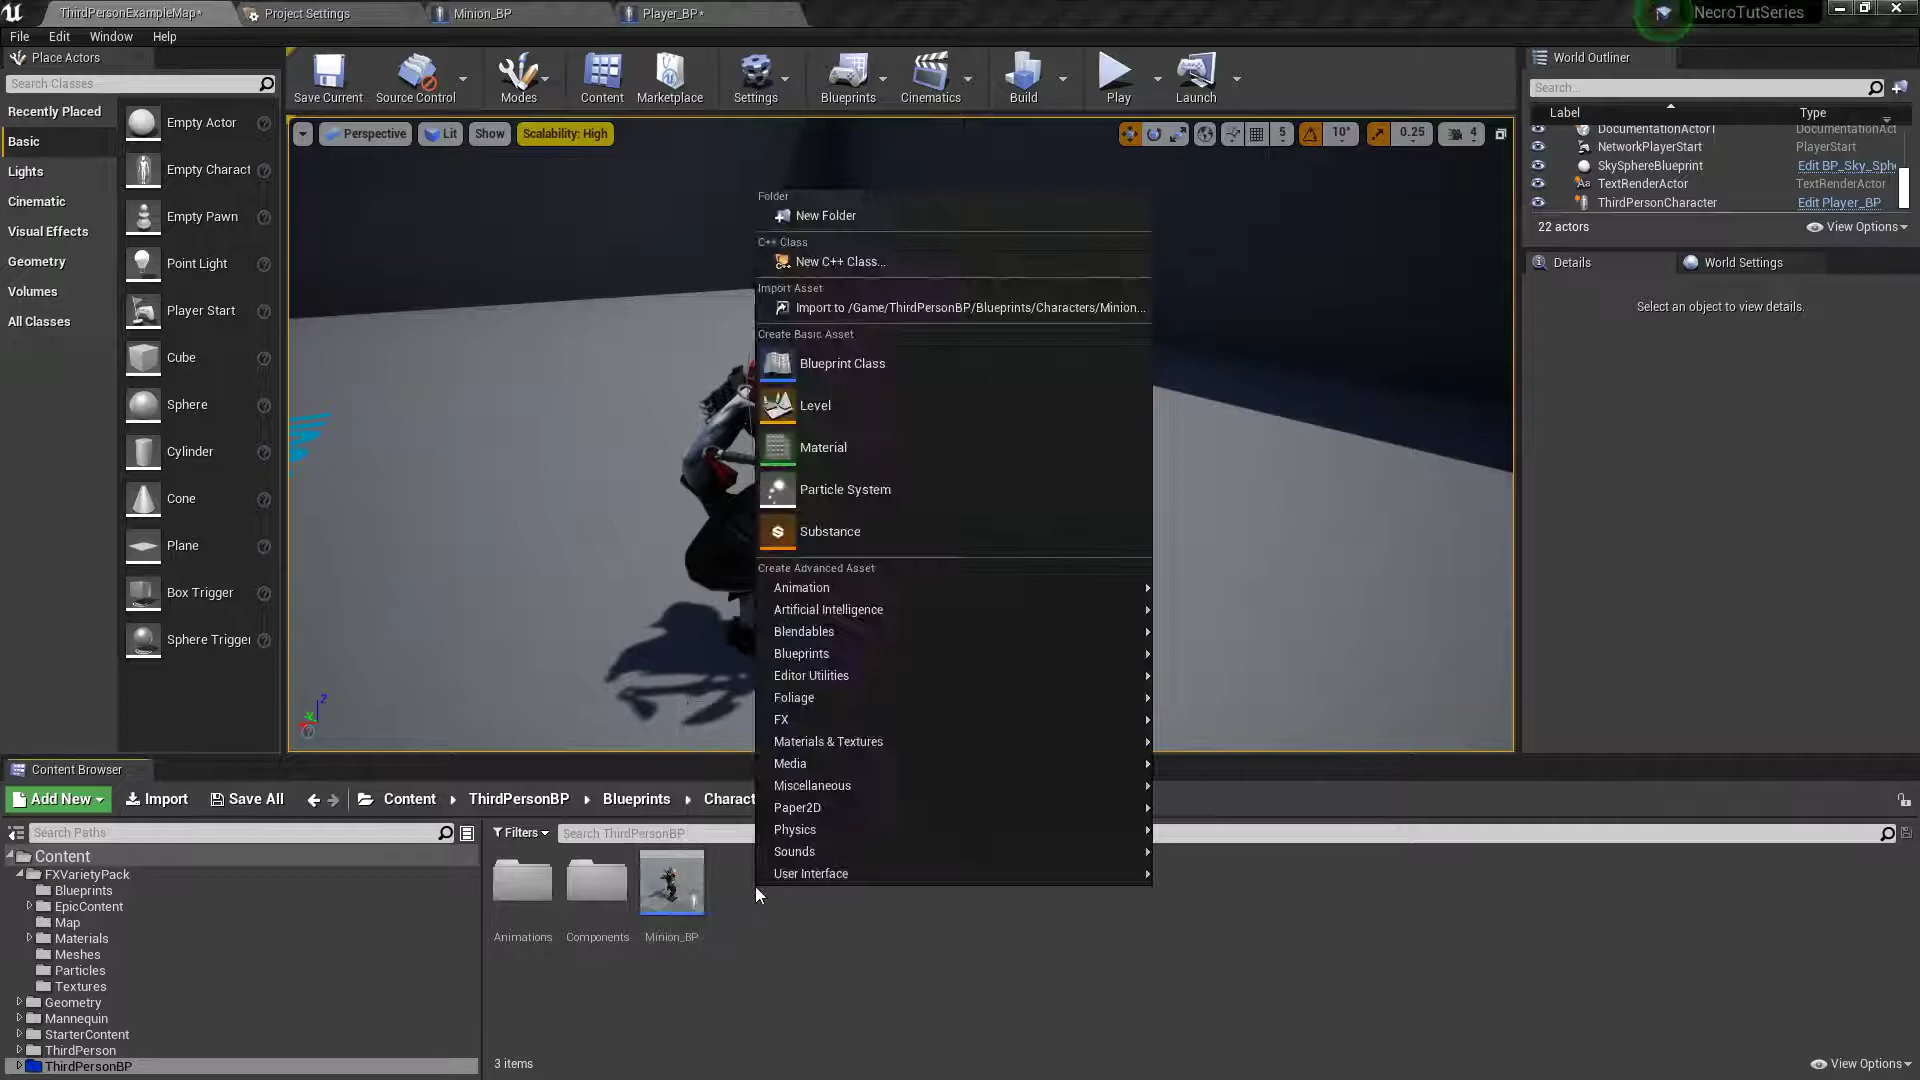 ThirdPersonExampleMap*
Project Settings
Minion_BP
Player_BP*
NecroTutSeries
File
Edit
Window
Help
Place Actors
Search Classes
Recently Placed
Basic
Lights
Cinematic
Visual Effects
Geometry
Volumes
All Classes
Empty Actor
Empty Charact
Empty Pawn
Point Light
Player Start
Cube
Sphere
Cylinder
Cone
Plane
Box Trigger
Sphere Trigger
Save Current
Source Control
Modes
Content
Marketplace
Settings
Blueprints
Cinematics
Build
Play
Launch
Perspective
Lit
Show
Scalability: High
5
10°
0.25
4
Folder
New Folder
C++ Class
New C++ Class...
Import Asset
Import to /Game/ThirdPersonBP/Blueprints/Characters/Minion...
Create Basic Asset
Blueprint Class
Level
Material
Particle System
Substance
Create Advanced Asset
Animation
Artificial Intelligence
Blendables
Blueprints
Editor Utilities
Foliage
FX
Materials & Textures
Media
Miscellaneous
Paper2D
Physics
Sounds
User Interface
World Outliner
Search...
Label
Type
DocumentationActor1
DocumentationAct
NetworkPlayerStart
PlayerStart
SkySphereBlueprint
Edit BP_Sky_Sph
TextRenderActor
TextRenderActor
ThirdPersonCharacter
Edit Player_BP
22 actors
View Options
Details
World Settings
Select an object to view details.
Z
Content Browser
Add New
Import
Save All
Content
ThirdPersonBP
Blueprints
Charact
Search Paths
Filters
Search ThirdPersonBP
Content
FXVarietyPack
Blueprints
EpicContent
Map
Materials
Meshes
Particles
Textures
Geometry
Mannequin
StarterContent
ThirdPerson
ThirdPersonBP
Animations
Components
Minion_BP
3 items
View Options